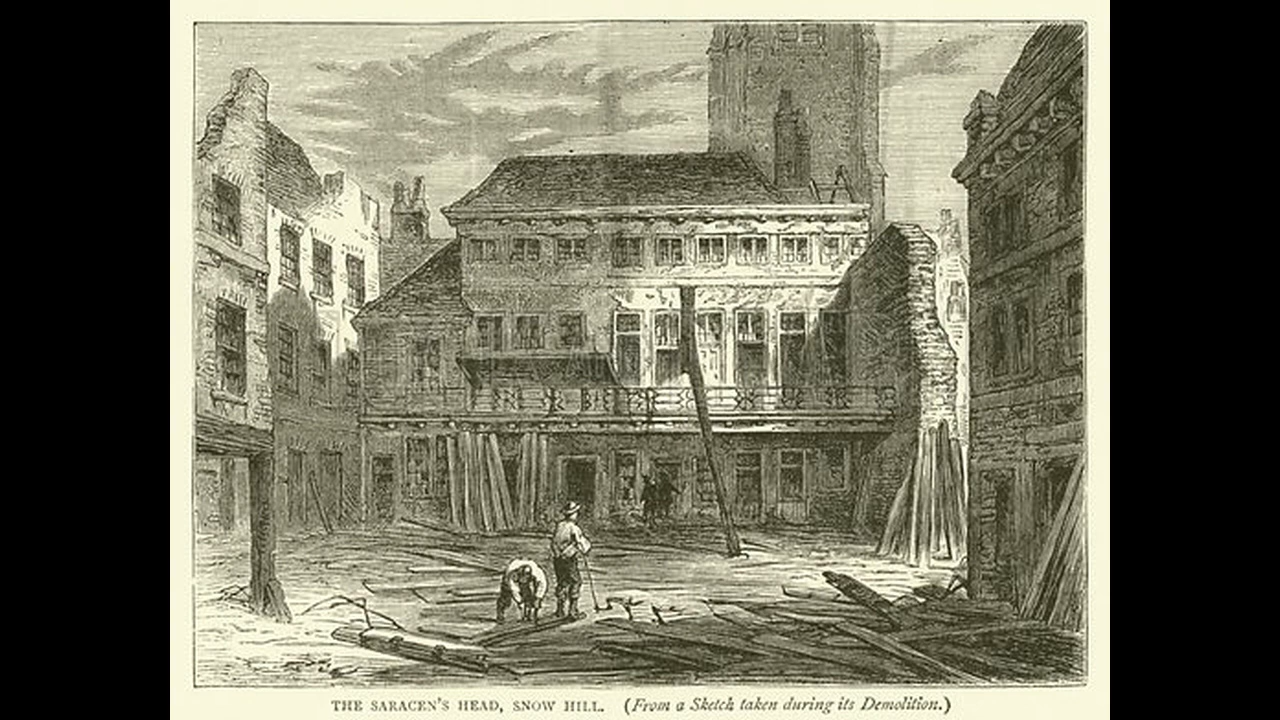 THE SARACEN'S HEAD, SNOW HILL. (From a Sketch taken during its Demolition.)